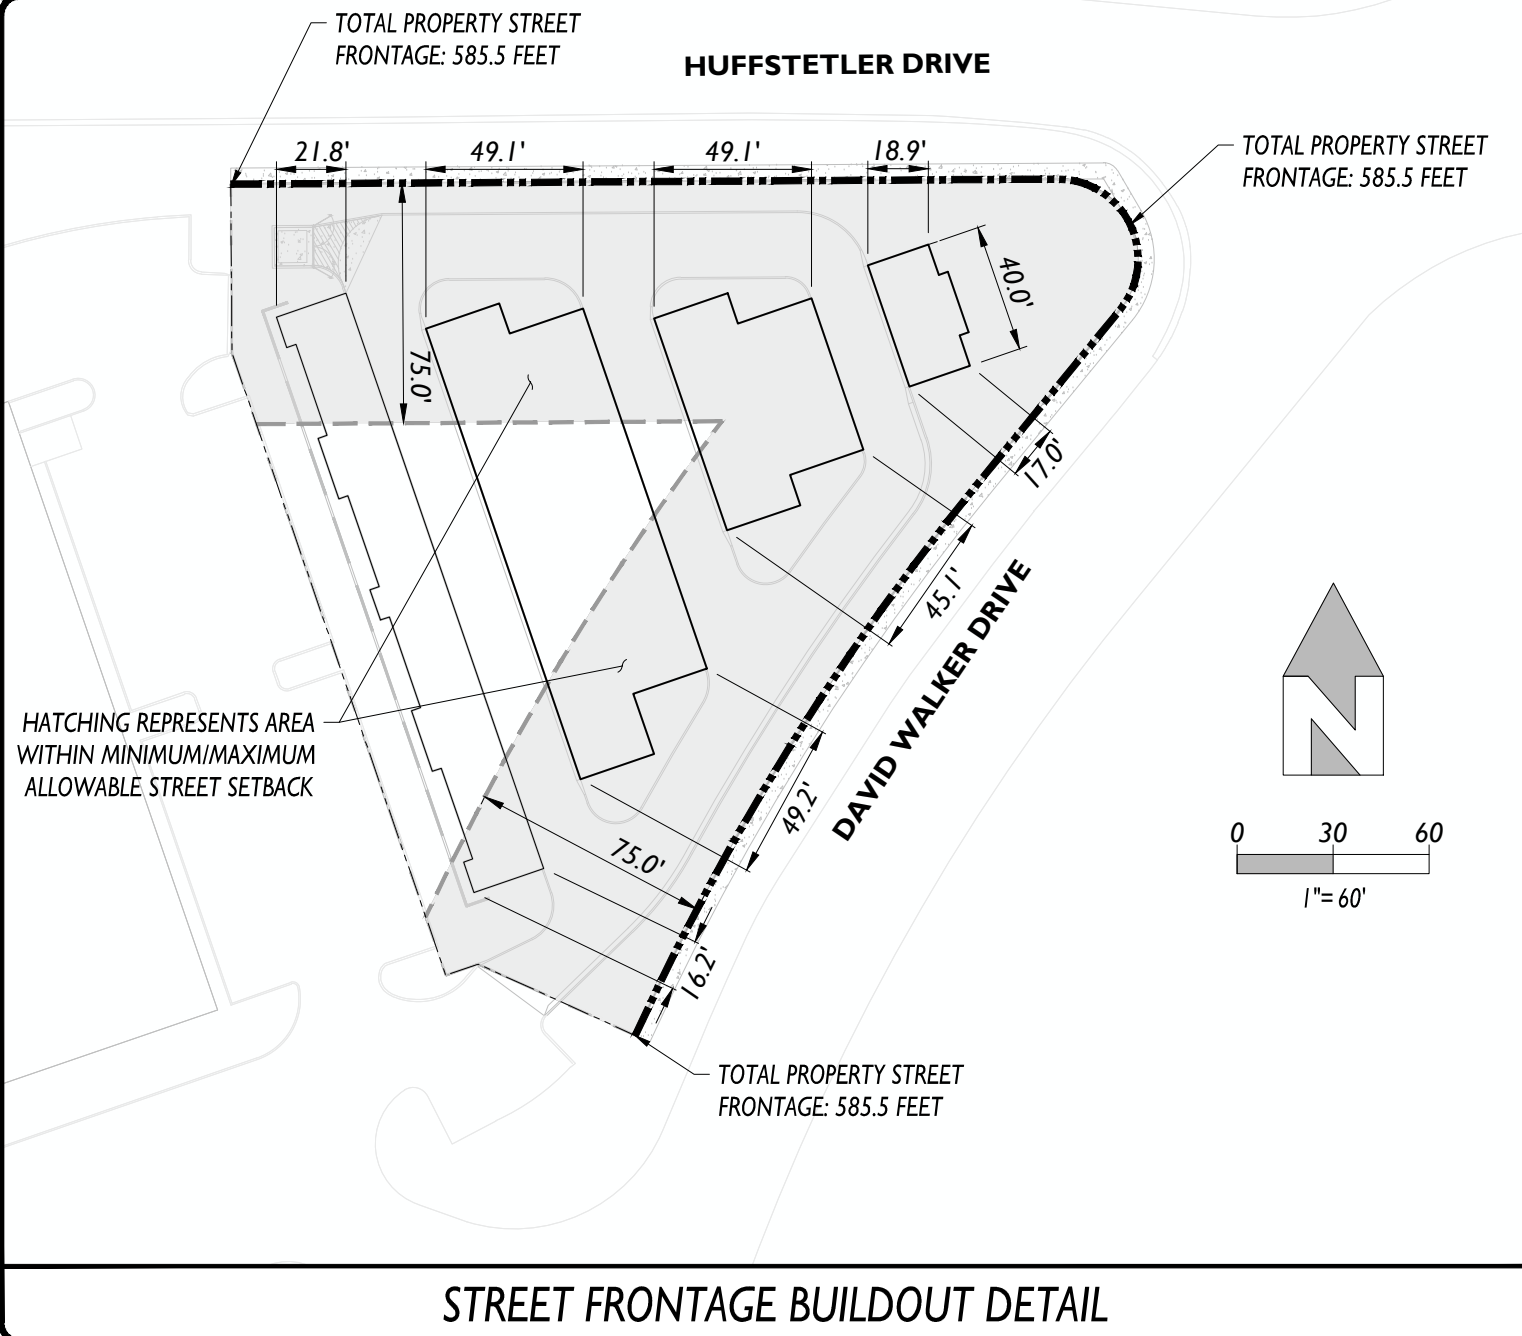 TOTAL PROPERTY STREET
FRONTAGE: 585.5 FEET
HUFFSTETLER DRIVE
TOTAL PROPERTY STREET
FRONTAGE: 585.5 FEET
21.8'
49.1'
49.1'
18.9'
40.0'
75.0'
17.0'
45.1'
DAVID WALKER DRIVE
HATCHING REPRESENTS AREA
WITHIN MINIMUM/MAXIMUM
ALLOWABLE STREET SETBACK
49.2'
75.0'
16.2'
N
0 30 60
1"= 60'
TOTAL PROPERTY STREET
FRONTAGE: 585.5 FEET
STREET FRONTAGE BUILDOUT DETAIL